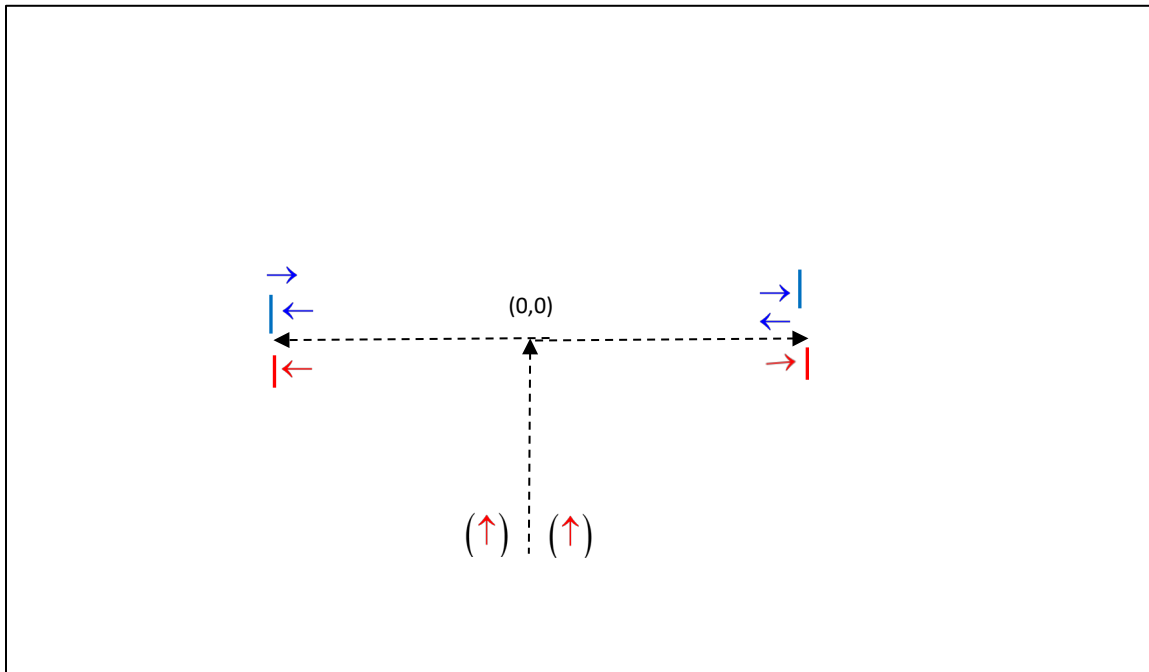 →
→
| ← (0,0) ←
| ← → |
(↑) (↑)